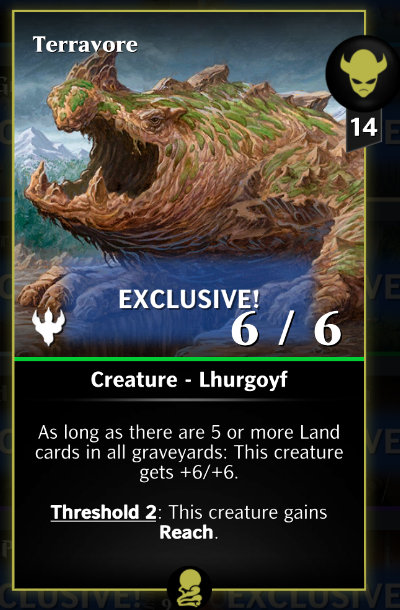 Terravore
14
EXCLUSIVE!
6 / 6
Creature - Lhurgoyf
As long as there are 5 or more Land
cards in all graveyards: This creature
gets +6/+6.
Threshold 2: This creature gains
Reach.